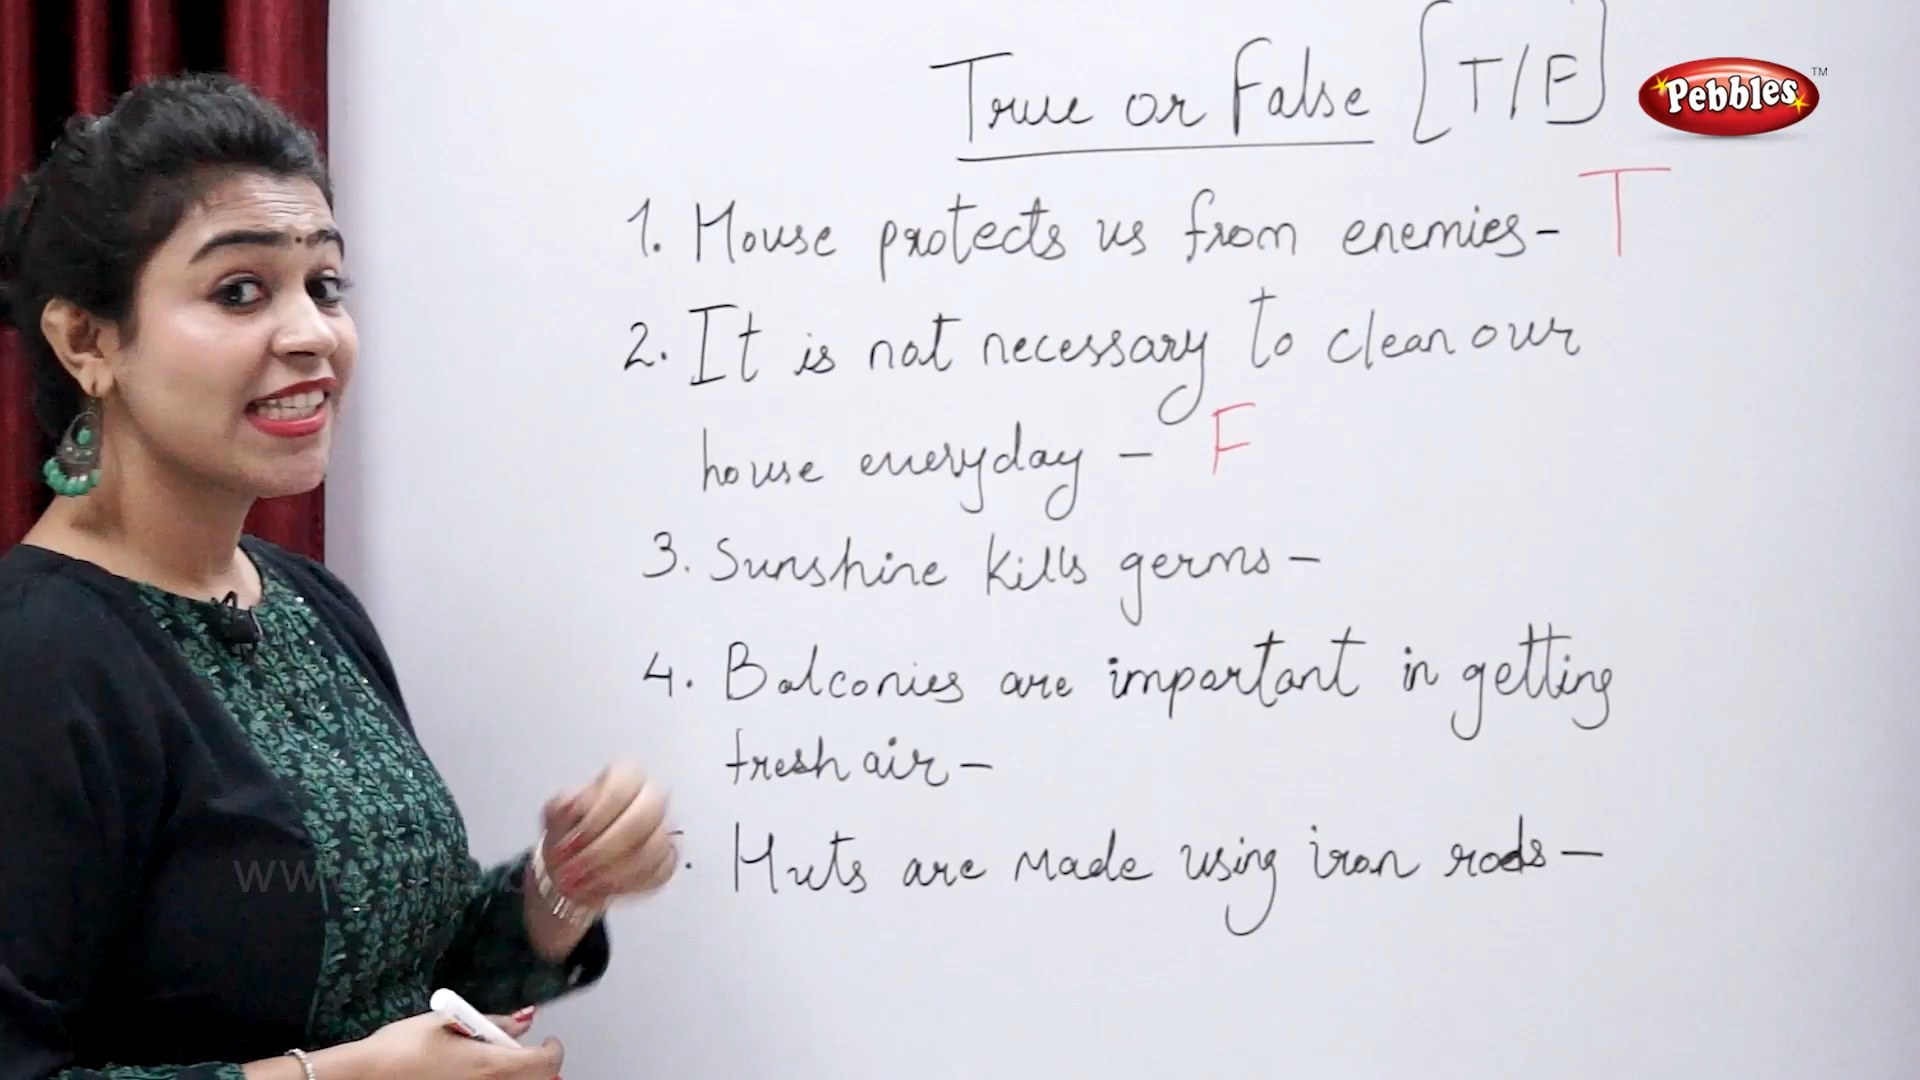 True or False [T/F]
Pebbles TM
1. House protects us from enemies- T
2. It is not necessary to clean our
house everyday - F
3. Sunshine kills germs -
4. Balconies are important in getting
fresh air -
. Huts are made using iron rods -
www.